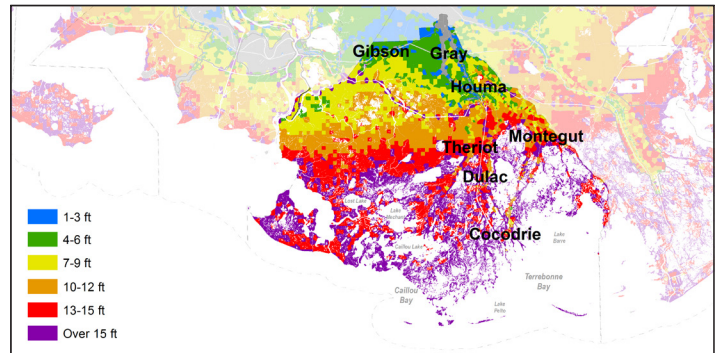 Gibson
Gray
Houma
Theriot
Montegut
Dulac
Lost Lake
Lake
Mechant
Caillou Lake
Cocodrie
Lake
Barre
Caillou
Bay
Terrebonne
Bay
Lake
Pelto
1-3 ft
4-6 ft
7-9 ft
10-12 ft
13-15 ft
Over 15 ft